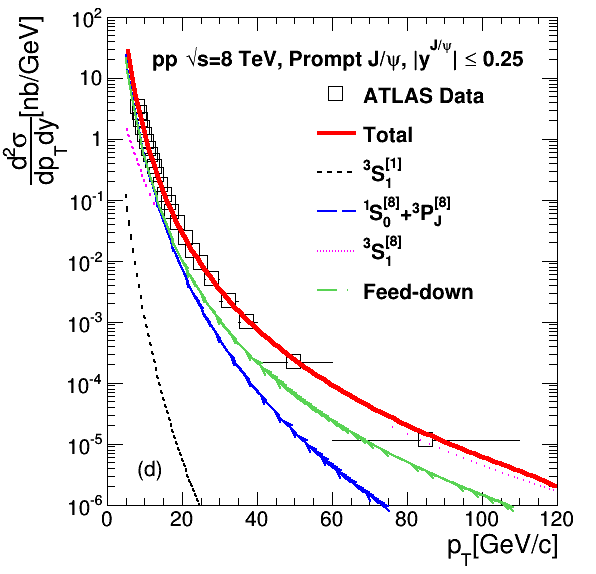 d²σ/dp_Tdy [nb/GeV]
10²
10
1
10⁻¹
10⁻²
10⁻³
10⁻⁴
10⁻⁵
10⁻⁶
pp √s=8 TeV, Prompt J/ψ, |y^{J/ψ}| ≤ 0.25
ATLAS Data
Total
³S₁^{[1]}
¹S₀^{[8]}+³P_J^{[8]}
³S₁^{[8]}
Feed-down
(d)
0 20 40 60 80 100 120
p_T[GeV/c]